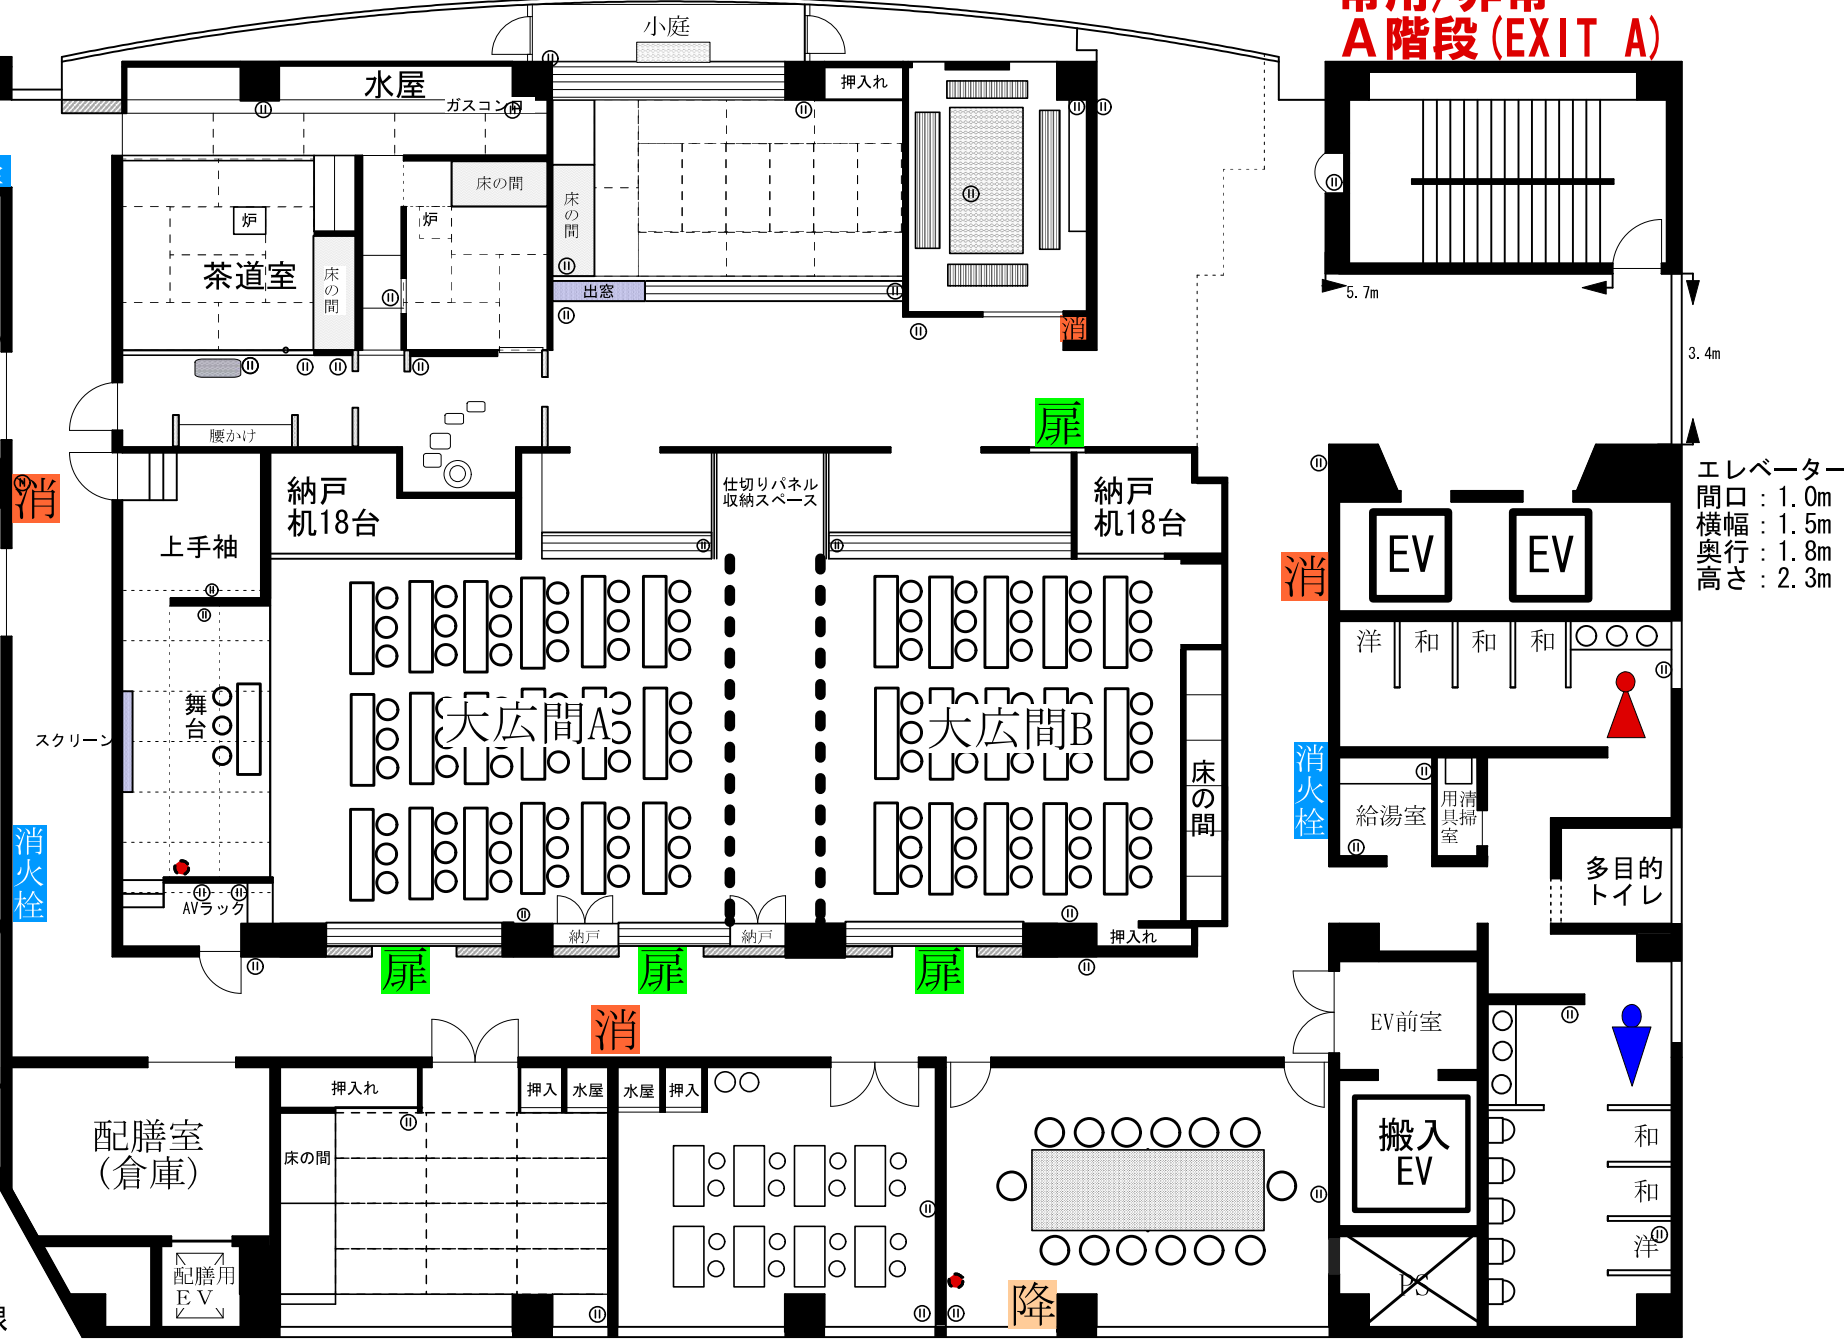 常用/非常
A階段(EXIT A)
小庭
水屋
ガスコンロ
押入れ
床の間
炉
炉
床の間
茶道室
床の間
出窓
消
5.7m
3.4m
扉
腰かけ
納戸
机18台
仕切りパネル
収納スペース
納戸
机18台
エレベーター
間口：1.0m
横幅：1.5m
奥行：1.8m
高さ：2.3m
消
上手袖
EV
EV
消
洋
和
和
和
舞台
大広間A
大広間B
スクリーン
床の間
消火栓
給湯室
清掃用具室
消火栓
多目的
トイレ
AVラック
納戸
納戸
押入れ
扉
扉
扉
消
EV前室
押入れ
押入
水屋
水屋
押入
配膳室
(倉庫)
床の間
搬入
EV
和
和
洋
配膳用
EV
降
PS